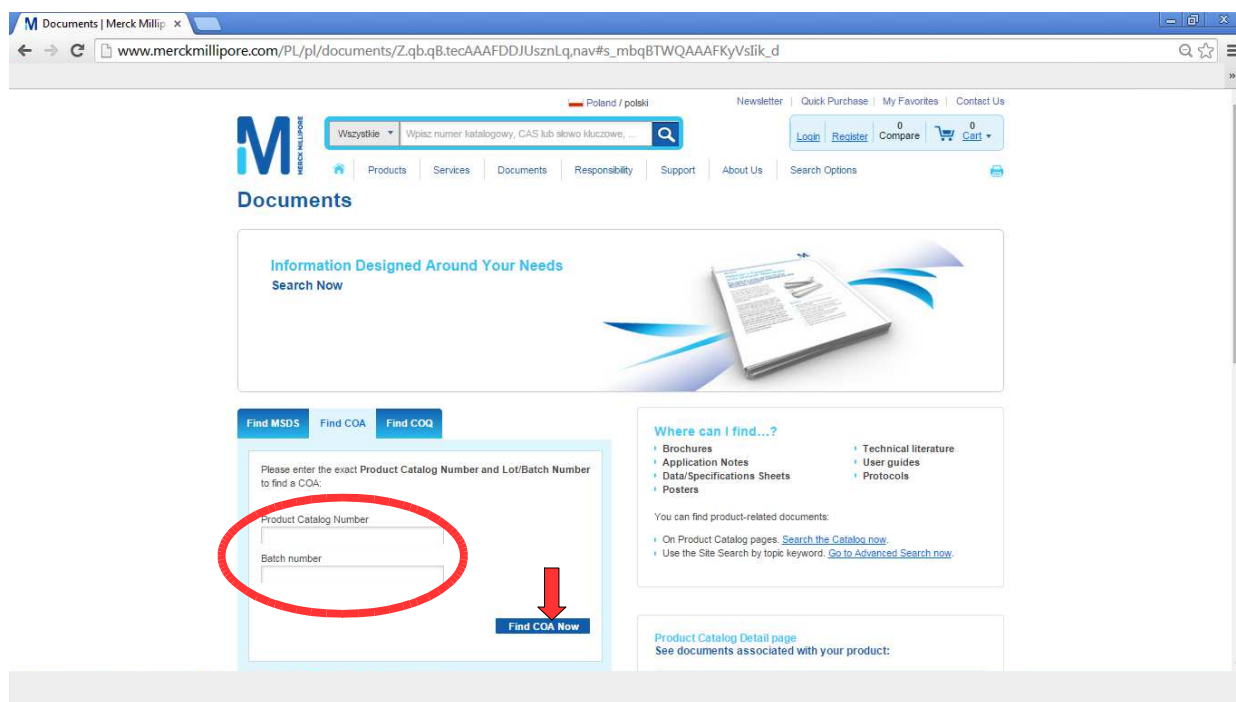 Documents | Merck Millip ×
www.merckmillipore.com/PL/pl/documents/Z.qb.qB.tecAAAFDDJUsznLq,nav#s_mbqBTWQAAAFKyVsIik_d
»
Poland / polski
Newsletter | Quick Purchase | My Favorites | Contact Us
MERCK MILLIPORE
Wszystkie
Wpisz numer katalogowy, CAS lub słowo kluczowe, ...
Login Register
0
Compare
0
Cart
Products Services Documents Responsibility Support About Us Search Options
Documents
Information Designed Around Your Needs
Search Now
Find MSDS Find COA Find COQ
Please enter the exact Product Catalog Number and Lot/Batch Number
to find a COA:
Product Catalog Number
Batch number
Find COA Now
Where can I find...?
Brochures
Application Notes
Data/Specifications Sheets
Posters
Technical literature
User guides
Protocols
You can find product-related documents:
On Product Catalog pages. Search the Catalog now.
Use the Site Search by topic keyword. Go to Advanced Search now.
Product Catalog Detail page
See documents associated with your product: